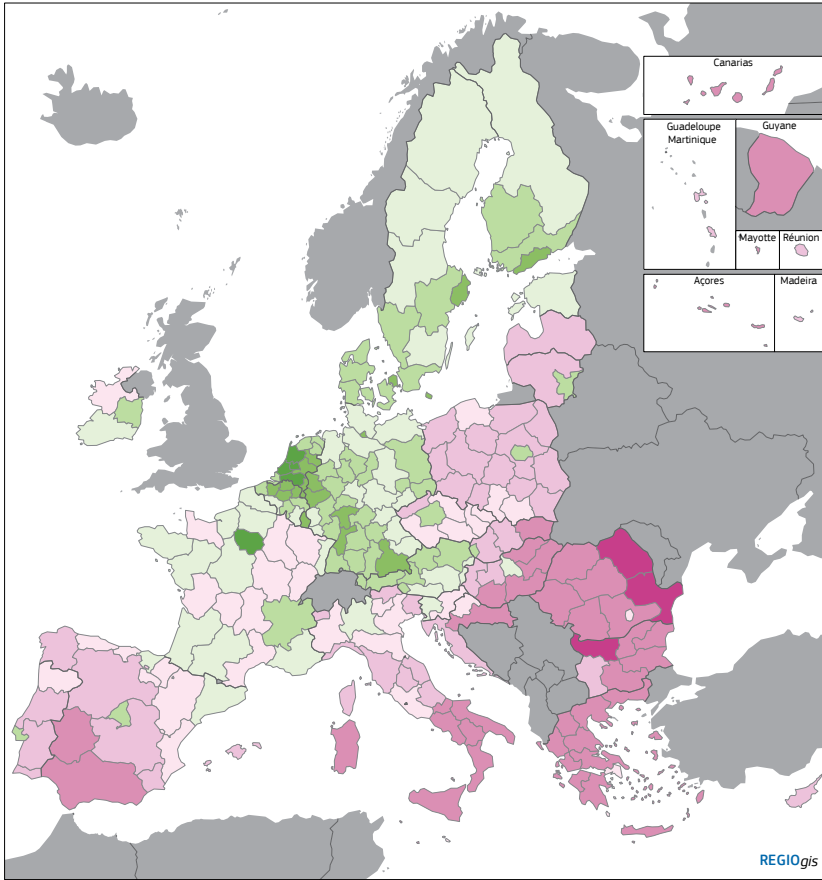 Canarias
Guadeloupe
Martinique
Guyane
Mayotte
Réunion
Açores
Madeira
REGIOgis